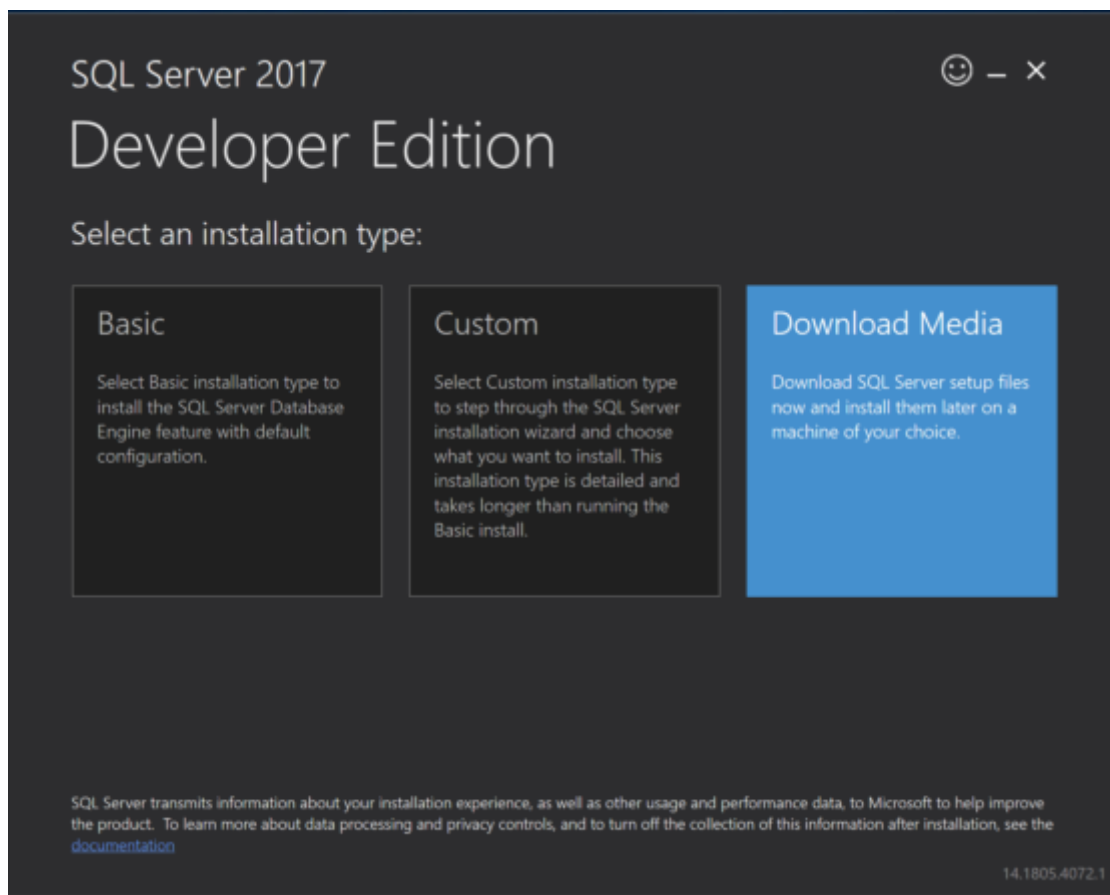 SQL Server 2017
Developer Edition
Select an installation type:
Basic
Select Basic installation type to
install the SQL Server Database
Engine feature with default
configuration.
Custom
Select Custom installation type
to step through the SQL Server
installation wizard and choose
what you want to install. This
installation type is detailed and
takes longer than running the
Basic install.
Download Media
Download SQL Server setup files
now and install them later on a
machine of your choice.
SQL Server transmits information about your installation experience, as well as other usage and performance data, to Microsoft to help improve
the product.  To learn more about data processing and privacy controls, and to turn off the collection of this information after installation, see the
documentation
14.1805.4072.1